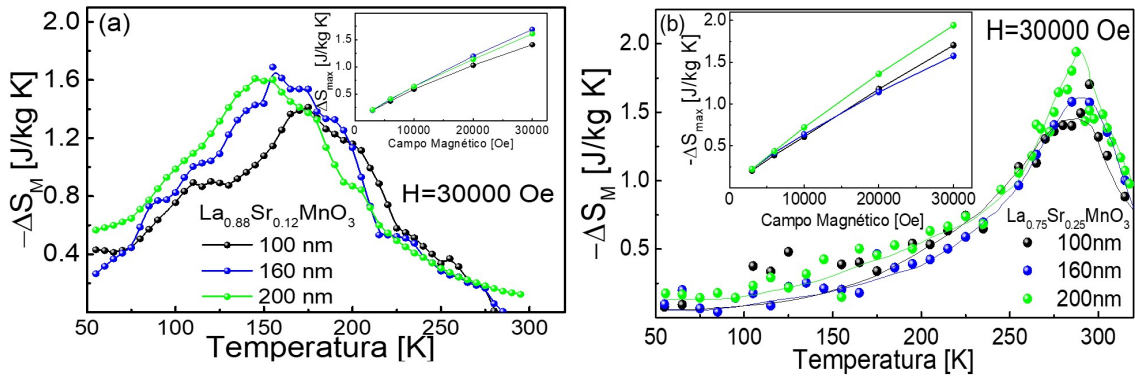 (a)
H=30000 Oe
−ΔS_M [J/kg K]
2.0
1.6
1.2
0.8
0.4
50 100 150 200 250 300
Temperatura [K]
La0.88Sr0.12MnO3
100 nm
160 nm
200 nm
ΔSmax [J/kg K]
1.5
1.0
0.5
10000 20000 30000
Campo Magnético [Oe]
(b)
H=30000 Oe
−ΔS_M [J/kg K]
2.0
1.5
1.0
0.5
50 100 150 200 250 300
Temperatura [K]
La0.75Sr0.25MnO3
100nm
160nm
200nm
-ΔSmax [J/kg K]
2.0
1.5
1.0
0.5
0 10000 20000 30000
Campo Magnético [Oe]